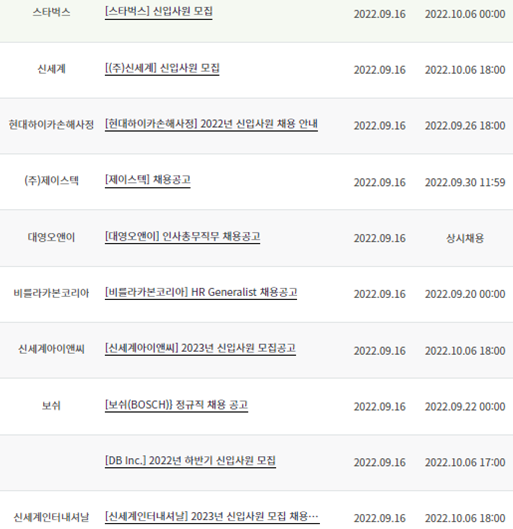 스타벅스 [스타벅스] 신입사원 모집 2022.09.16 2022.10.06 00:00
신세계 [(주)신세계] 신입사원 모집 2022.09.16 2022.10.06 18:00
현대하이카손해사정 [현대하이카손해사정] 2022년 신입사원 채용 안내 2022.09.16 2022.09.26 18:00
(주)제이스텍 [제이스텍] 채용공고 2022.09.16 2022.09.30 11:59
대영오앤이 [대영오앤이] 인사총무직무 채용공고 2022.09.16 상시채용
비를라카본코리아 [비를라카본코리아] HR Generalist 채용공고 2022.09.16 2022.09.20 00:00
신세계아이앤씨 [신세계아이앤씨] 2023년 신입사원 모집공고 2022.09.16 2022.10.06 18:00
보쉬 [보쉬(BOSCH)} 정규직 채용 공고 2022.09.16 2022.09.22 00:00
[DB Inc.] 2022년 하반기 신입사원 모집 2022.09.16 2022.10.06 17:00
신세계인터내셔날 [신세계인터내셔날] 2023년 신입사원 모집 채용… 2022.09.16 2022.10.06 18:00